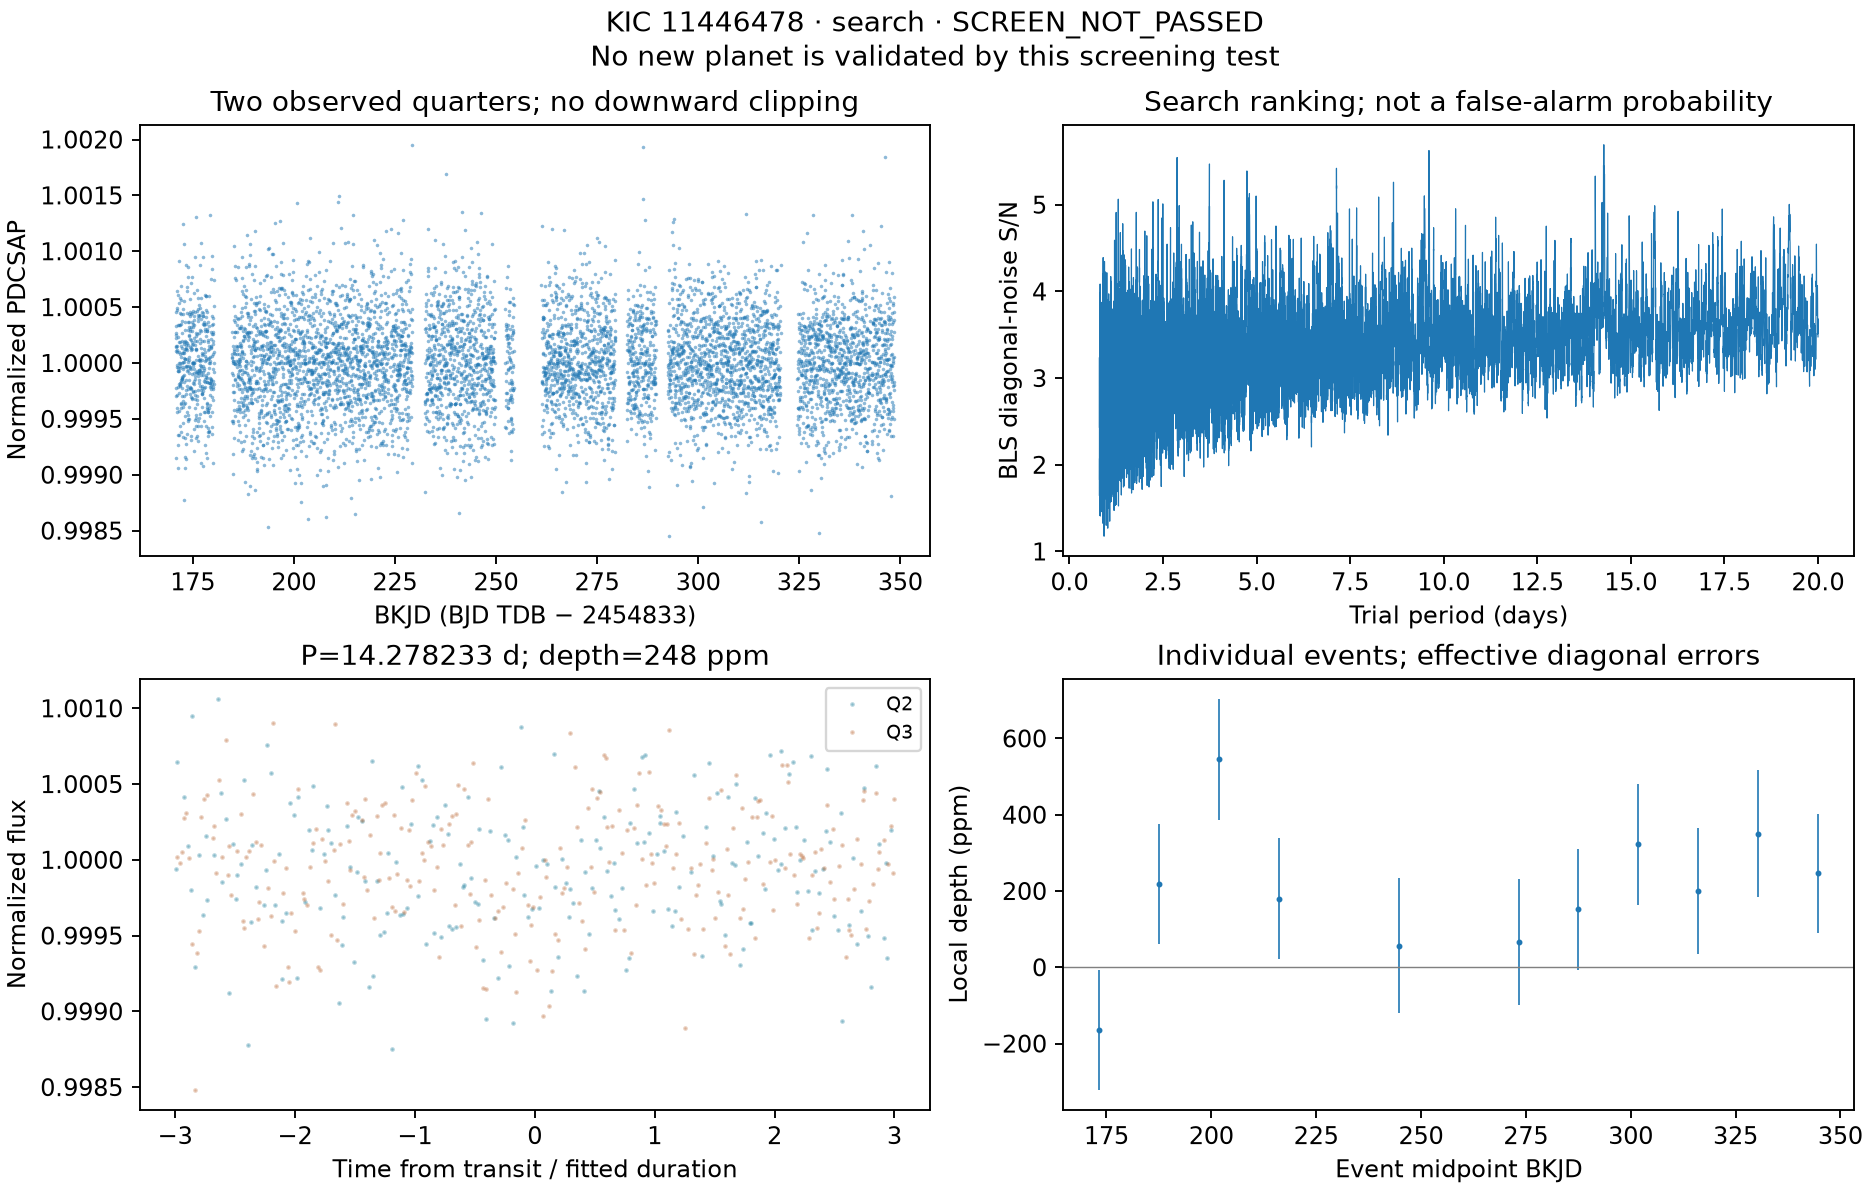 KIC 11446478 · search · SCREEN_NOT_PASSED
No new planet is validated by this screening test
Two observed quarters; no downward clipping
Normalized PDCSAP
1.0020
1.0015
1.0010
1.0005
1.0000
0.9995
0.9990
0.9985
175 200 225 250 275 300 325 350
BKJD (BJD TDB − 2454833)
Search ranking; not a false-alarm probability
BLS diagonal-noise S/N
5
4
3
2
1
0.0 2.5 5.0 7.5 10.0 12.5 15.0 17.5 20.0
Trial period (days)
P=14.278233 d; depth=248 ppm
Normalized flux
1.0010
1.0005
1.0000
0.9995
0.9990
0.9985
Q2
Q3
−3 −2 −1 0 1 2 3
Time from transit / fitted duration
Individual events; effective diagonal errors
Local depth (ppm)
600
400
200
0
−200
175 200 225 250 275 300 325 350
Event midpoint BKJD